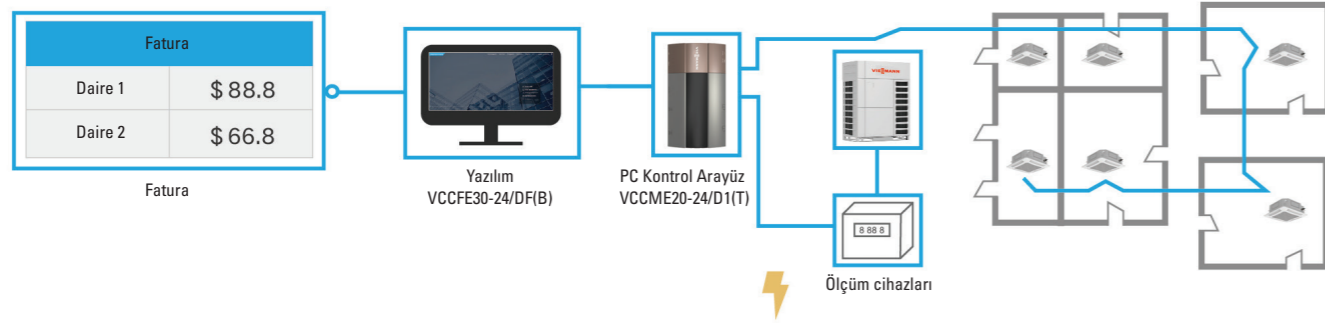 Fatura
Daire 1
$ 88.8
Daire 2
$ 66.8
Fatura
Yazılım
VCCFE30-24/DF(B)
PC Kontrol Arayüz
VCCME20-24/D1(T)
VIESMANN
8 88 8
Ölçüm cihazları